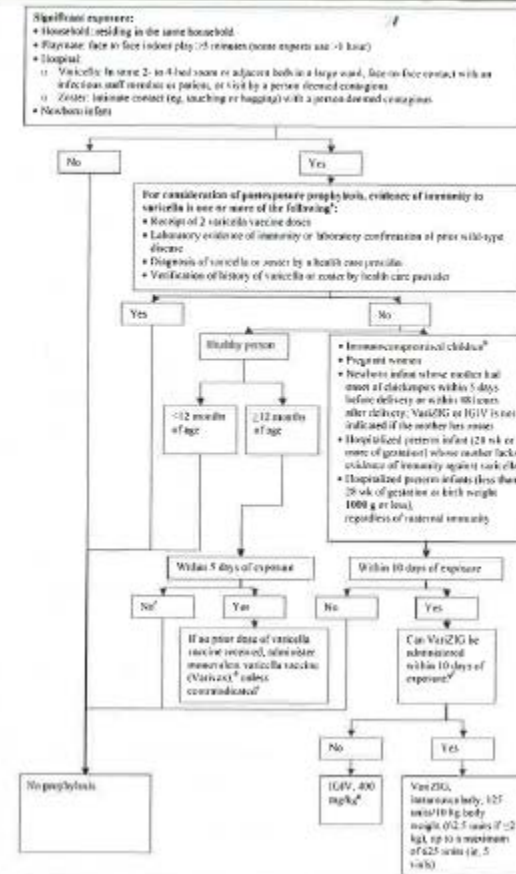 Significant exposure:
• Household: residing in the same household
• Playmate: face to face indoor play >5 minutes (some experts use >1 hour)
• Hospital:
o Varicella: In same 2- to 4-bed room or adjacent beds in a large ward, face-to-face contact with an
infectious staff member or patient, or visit by a person deemed contagious
o Zoster: Intimate contact (eg, touching or hugging) with a person deemed contagious
• Newborn infant
No
Yes
For consideration of postexposure prophylaxis, evidence of immunity to
varicella is one or more of the following:
• Receipt of 2 varicella vaccine doses
• Laboratory evidence of immunity or laboratory confirmation of prior wild-type
disease
• Diagnosis of varicella or zoster by a health care provider
• Verification of history of varicella or zoster by health care provider
Yes
No
Healthy person
<12 months
of age
≥12 months
of age
• Immunocompromised children
• Pregnant women
• Newborn infant whose mother had
onset of chickenpox within 5 days
before delivery or within 48 hours
after delivery; VariZIG or IGIV is not
indicated if the mother has zoster
• Hospitalized preterm infant (28 wk or
more of gestation) whose mother lacks
evidence of immunity against varicella
• Hospitalized preterm infants (less than
28 wk of gestation or birth weight
1000 g or less),
regardless of maternal immunity
Within 5 days of exposure
Within 10 days of exposure
No
Yes
No
Yes
If no prior dose of varicella
vaccine received, administer
monovalent varicella vaccine
(Varivax), unless
contraindicated
Can VariZIG be
administered
within 10 days of
exposure?
No
Yes
No prophylaxis
IGIV, 400
mg/kg
VariZIG,
intramuscularly, 125
units/10 kg body
weight (62.5 units if ≤2
kg), up to a maximum
of 625 units (ie, 5
vials)